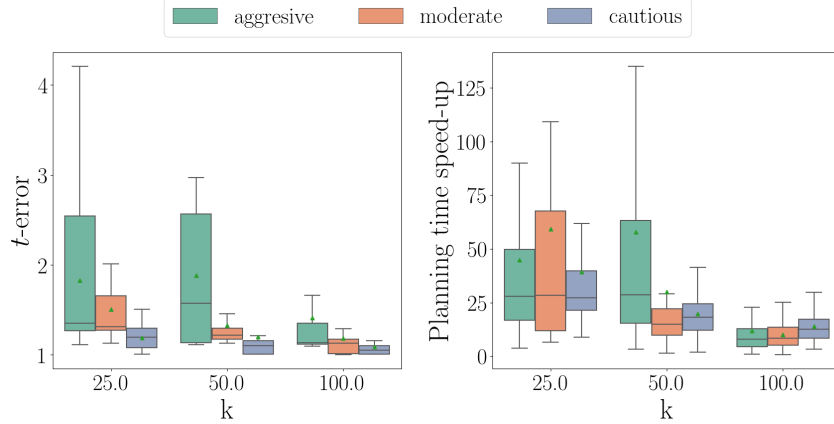 aggresive moderate cautious
4
3
2
1
t-error
25.0 50.0 100.0
k
125
100
75
50
25
0
Planning time speed-up
25.0 50.0 100.0
k